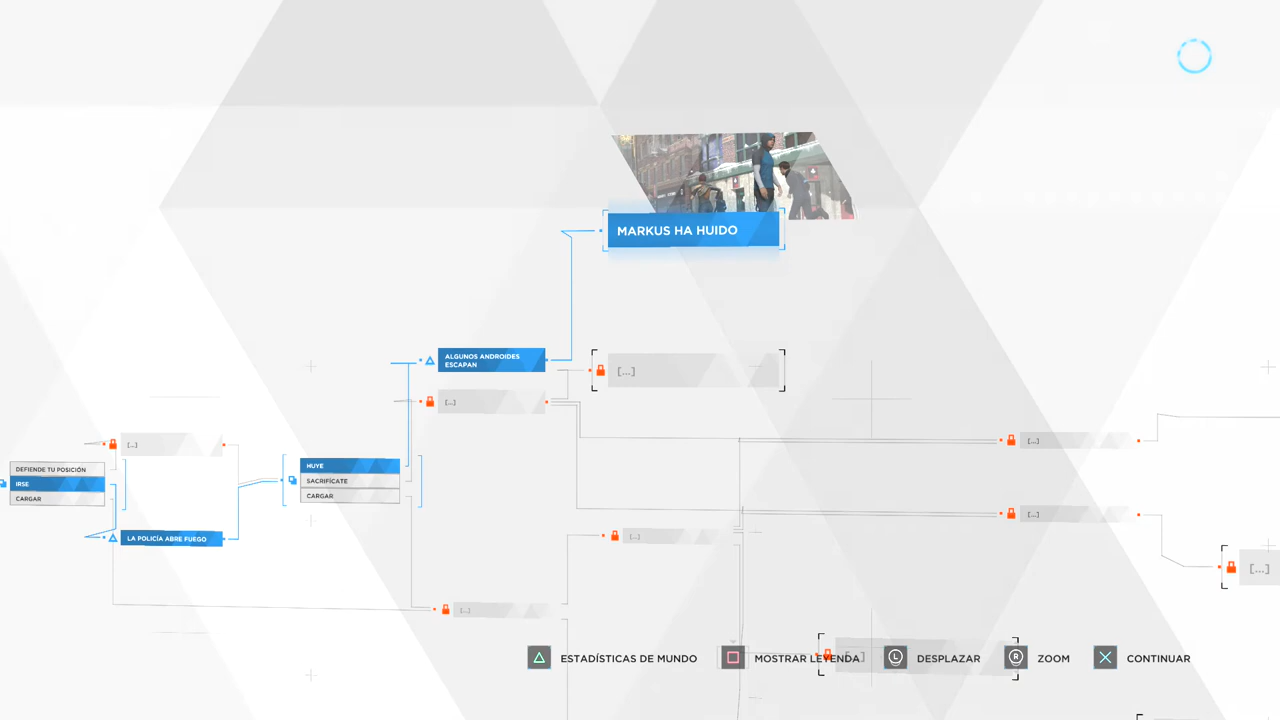 MARKUS HA HUIDO
ALGUNOS ANDROIDES
ESCAPAN
[...]
[...]
[...]
[...]
DEFIENDE TU POSICIÓN
IRSE
CARGAR
HUYE
SACRIFÍCATE
CARGAR
[...]
LA POLICÍA ABRE FUEGO
[...]
[...]
[...]
[...]
ESTADÍSTICAS DE MUNDO
MOSTRAR LEYENDA
L
DESPLAZAR
R
ZOOM
CONTINUAR